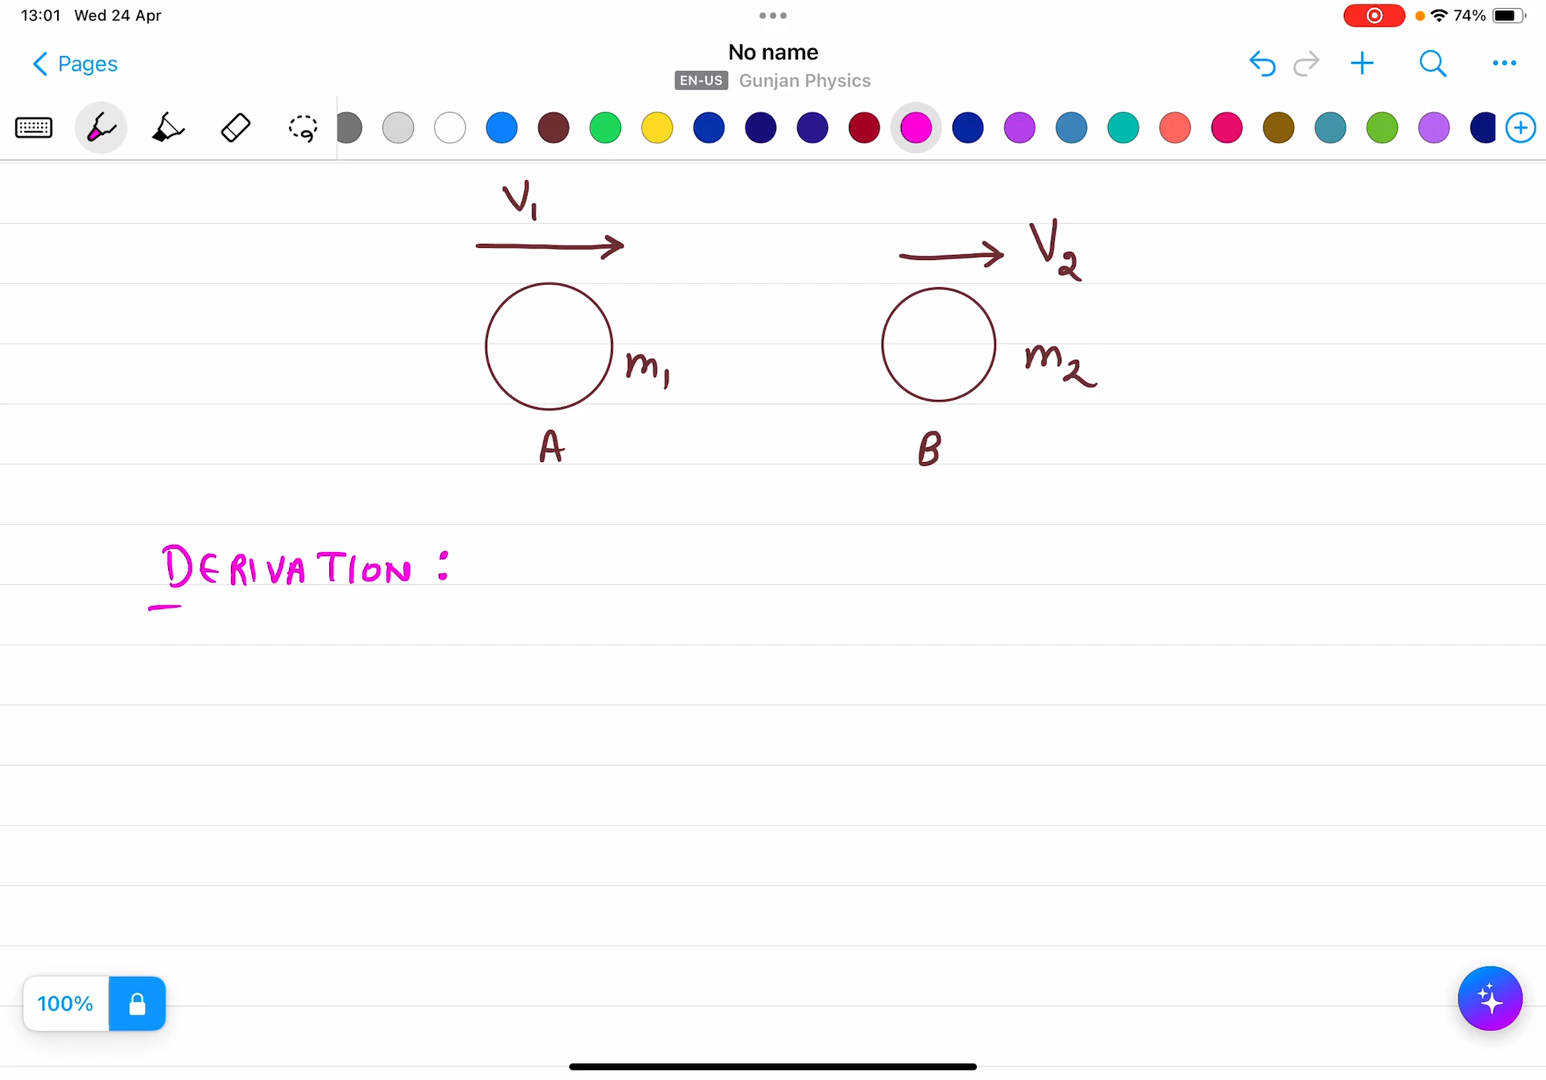 13:01 Wed 24 Apr
74%
Pages
No name
EN-US Gunjan Physics
V1
V2
m1
m2
A
B
DERIVATION :
100%